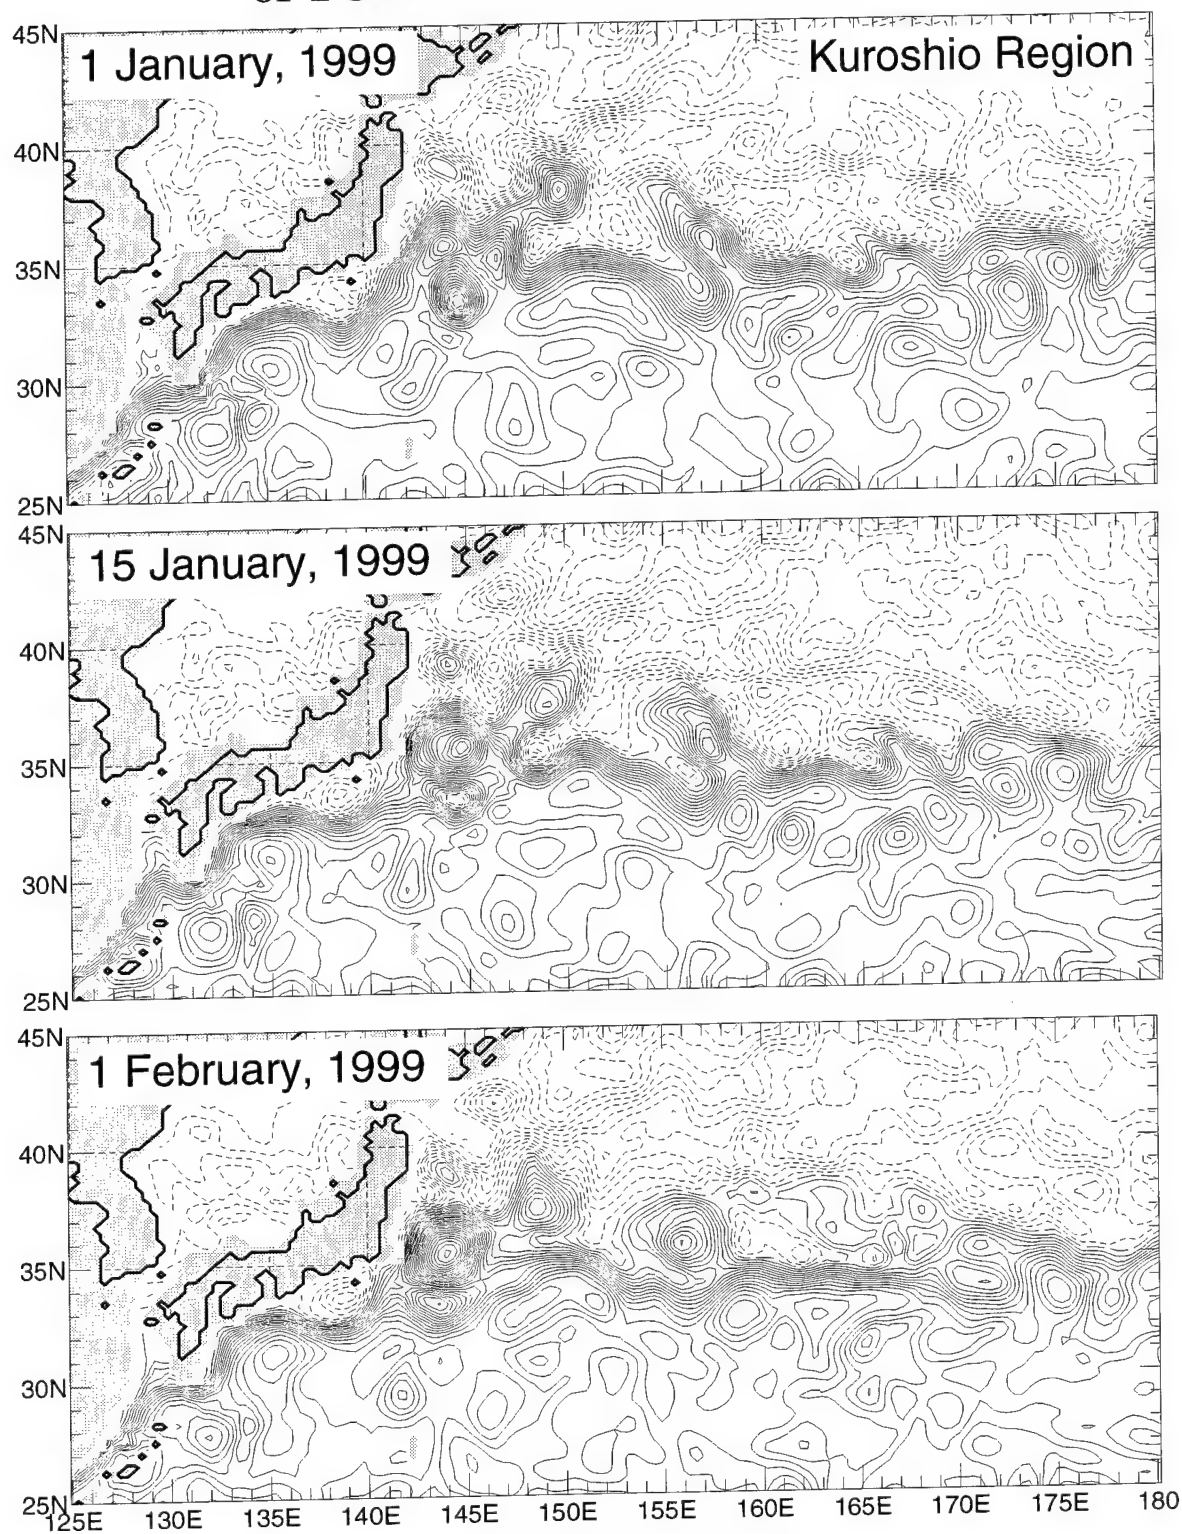 1 January, 1999
Kuroshio Region
45N
40N
35N
30N
25N
15 January, 1999
45N
40N
35N
30N
25N
1 February, 1999
45N
40N
35N
30N
25N
125E 130E 135E 140E 145E 150E 155E 160E 165E 170E 175E 180